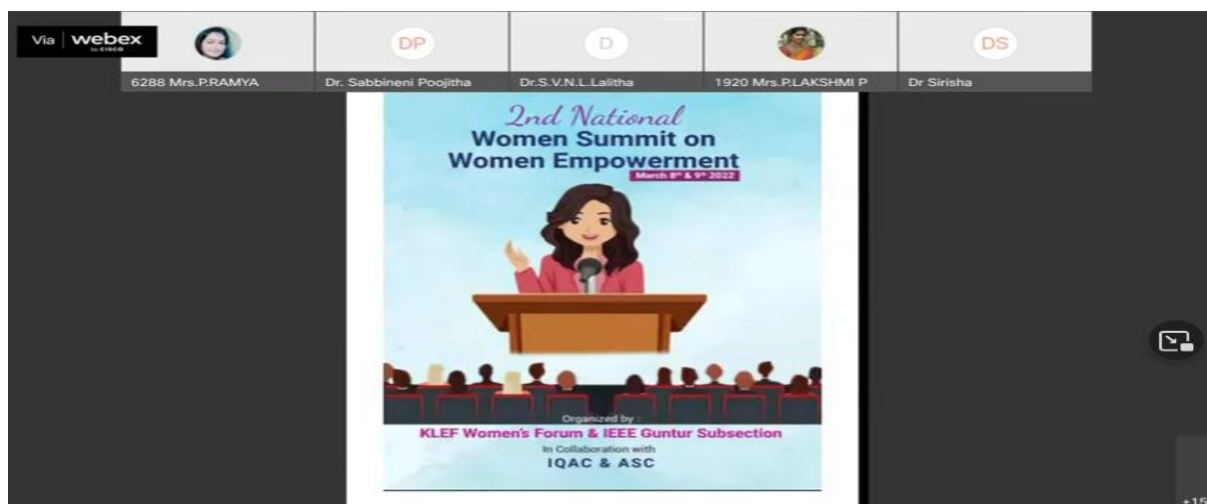 Via webex
by CISCO
DP
D
DS
6288 Mrs.P.RAMYA
Dr. Sabbineni Poojitha
Dr.S.V.N.L.Lalitha
1920 Mrs.P.LAKSHMI P
Dr Sirisha
2nd National
Women Summit on
Women Empowerment
March 8th & 9th 2022
Organized by :
KLEF Women's Forum & IEEE Guntur Subsection
In Collaboration with
IQAC & ASC
+15